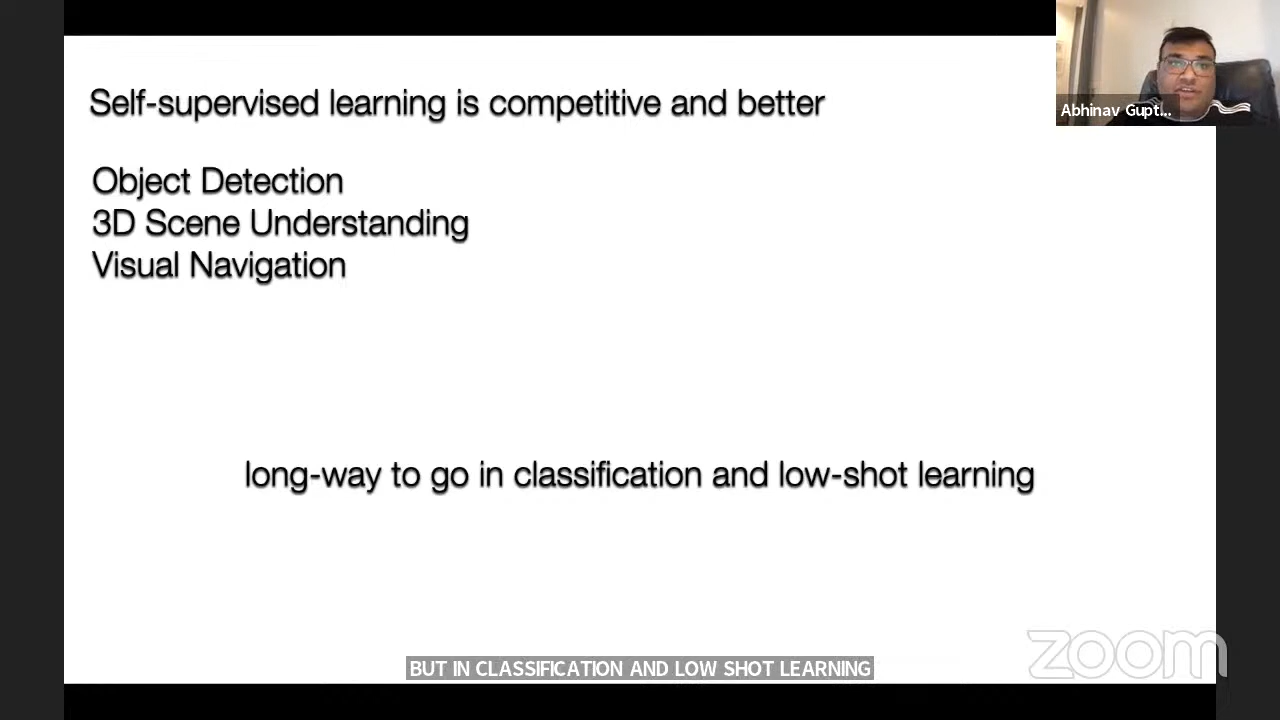 Self-supervised learning is competitive and better
Abhinav Gupt...
Object Detection
3D Scene Understanding
Visual Navigation
long-way to go in classification and low-shot learning
zoom
BUT IN CLASSIFICATION AND LOW SHOT LEARNING